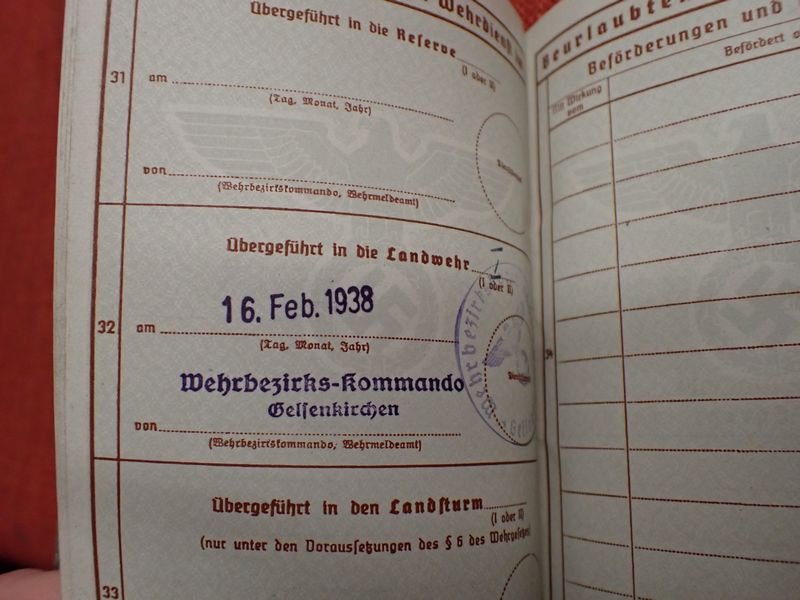 Wehrdienst
Übergeführt in die Reserve
(I oder II)
31
am
(Tag, Monat, Jahr)
von
(Wehrbezirkskommando, Wehrmeldeamt)
Übergeführt in die Landwehr I
(I oder II)
16. Feb. 1938
32
am
(Tag, Monat, Jahr)
Wehrbezirks-Kommando
Gelsenkirchen
von
(Wehrbezirkskommando, Wehrmeldeamt)
Übergeführt in den Landsturm
(I oder II)
(nur unter den Voraussetzungen des § 6 des Wehrgesetzes)
33
Beurlaubten
Beförderungen und
Befördert
Mit Wirkung
vom
34